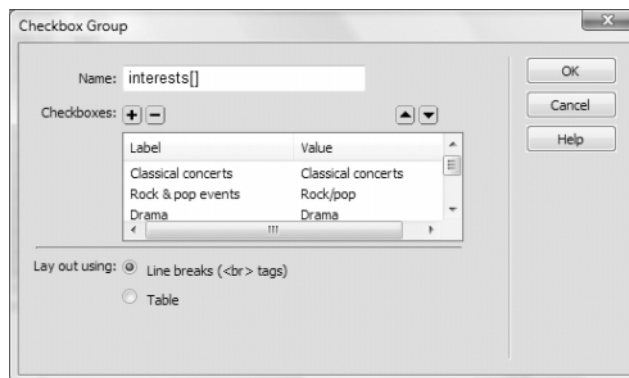 Checkbox Group
Name: interests[]
OK
Checkboxes:
Cancel
Help
Label Value
Classical concerts Classical concerts
Rock & pop events Rock/pop
Drama Drama
Lay out using: Line breaks (<br> tags)
Table